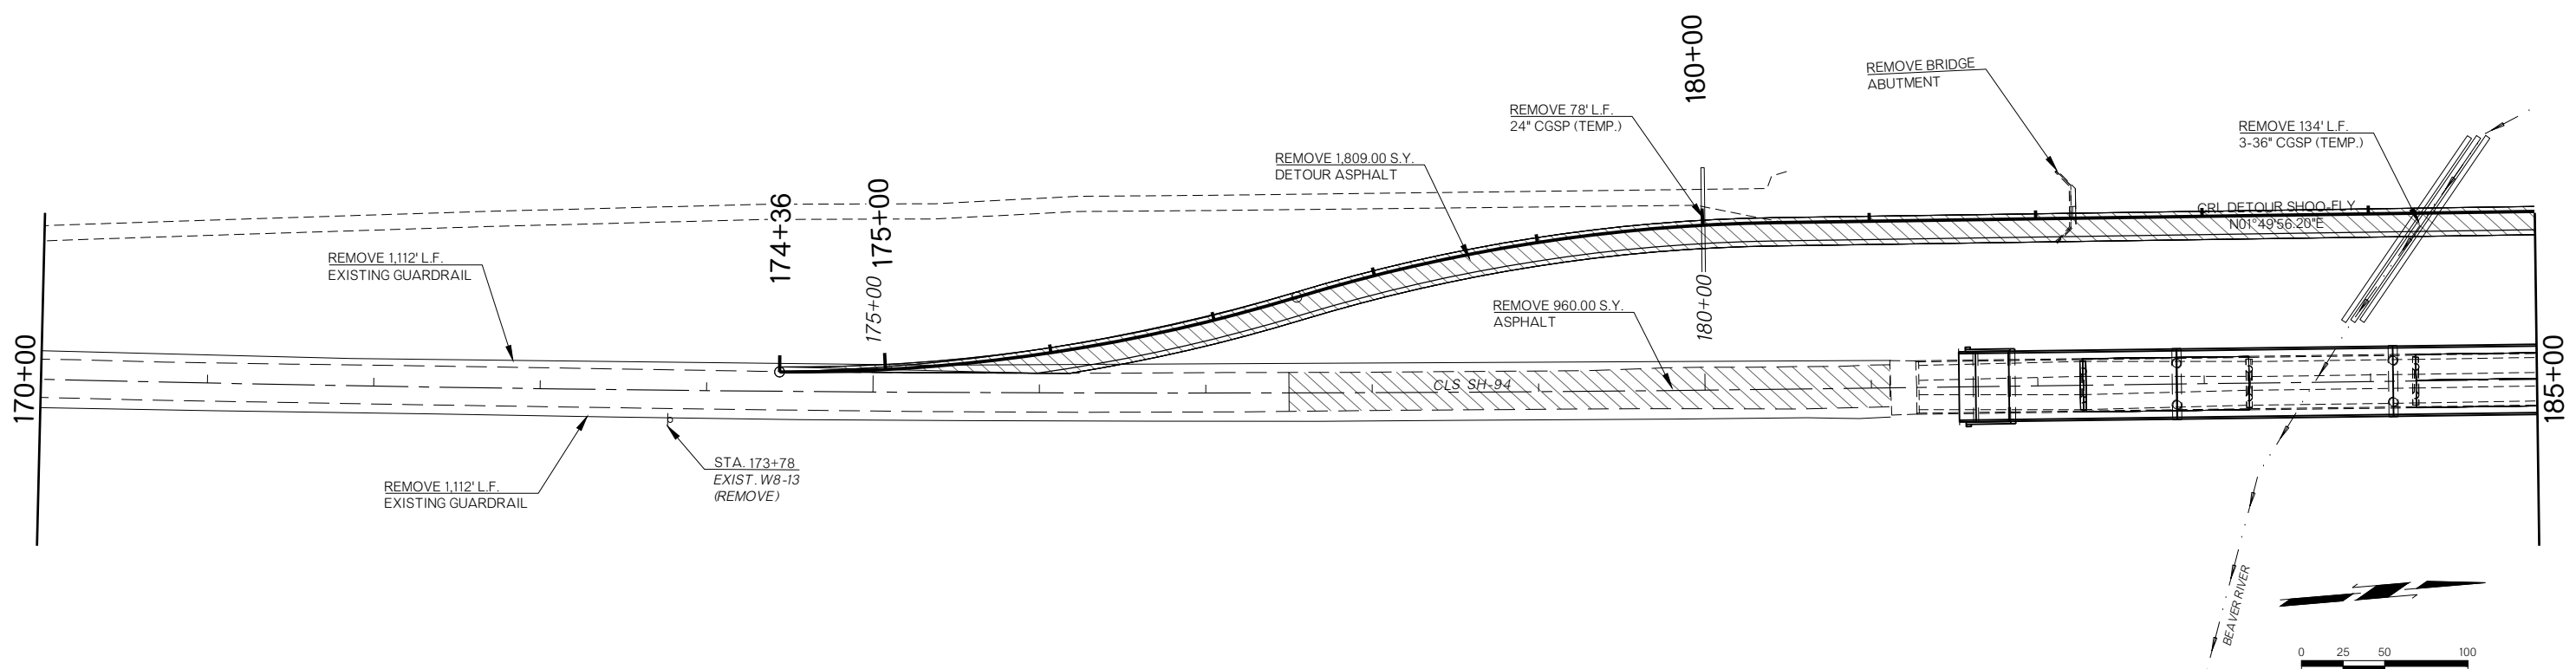 180+00
REMOVE BRIDGE
ABUTMENT
REMOVE 78' L.F.
24" CGSP (TEMP.)
REMOVE 134' L.F.
3-36" CGSP (TEMP.)
REMOVE 1,809.00 S.Y.
DETOUR ASPHALT
174+36
175+00
CRL DETOUR SHOO-FLY
N01°49'56.20"E
REMOVE 1,112' L.F.
EXISTING GUARDRAIL
175+00
180+00
REMOVE 960.00 S.Y.
ASPHALT
170+00
185+00
CLS SH-94
STA. 173+78
EXIST. W8-13
(REMOVE)
REMOVE 1,112' L.F.
EXISTING GUARDRAIL
BEAVER RIVER
0 25 50 100